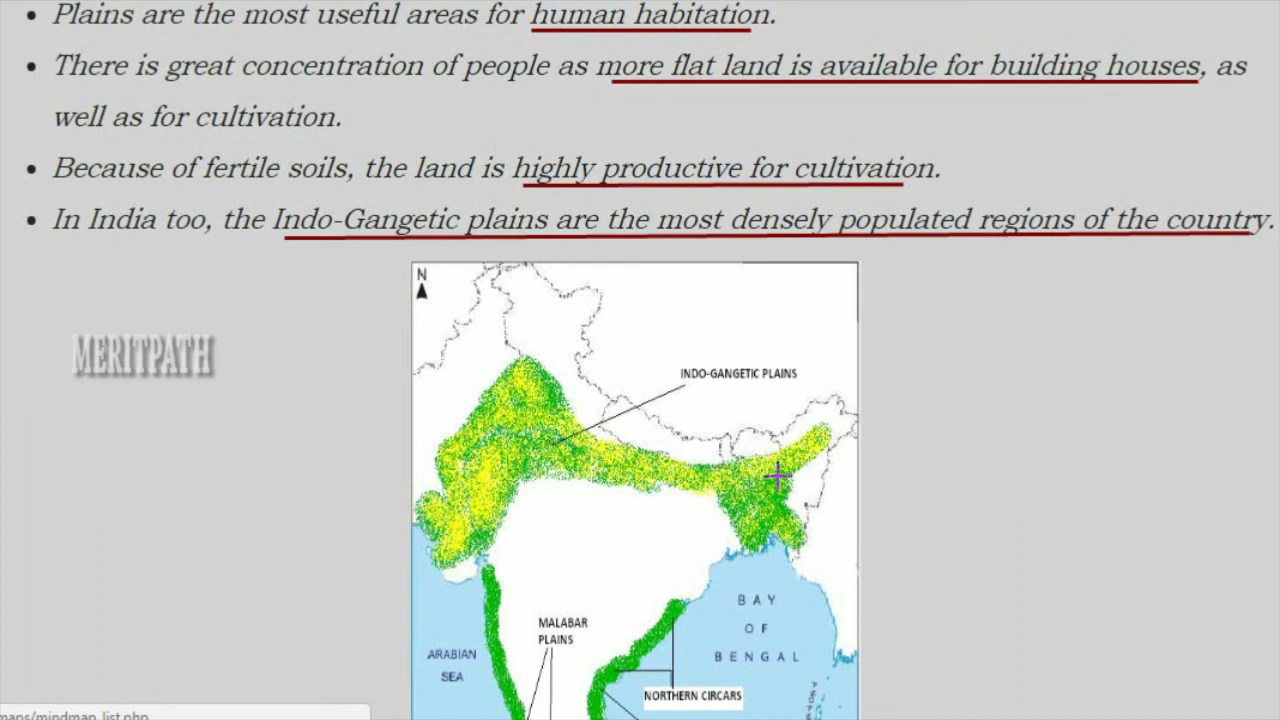 Plains are the most useful areas for human habitation.
There is great concentration of people as more flat land is available for building houses, as
well as for cultivation.
Because of fertile soils, the land is highly productive for cultivation.
In India too, the Indo-Gangetic plains are the most densely populated regions of the country.
N
MERITPATH
INDO-GANGETIC PLAINS
BAY
OF
BENGAL
MALABAR
PLAINS
ARABIAN
SEA
NORTHERN CIRCARS
maps/mindmap_list.php